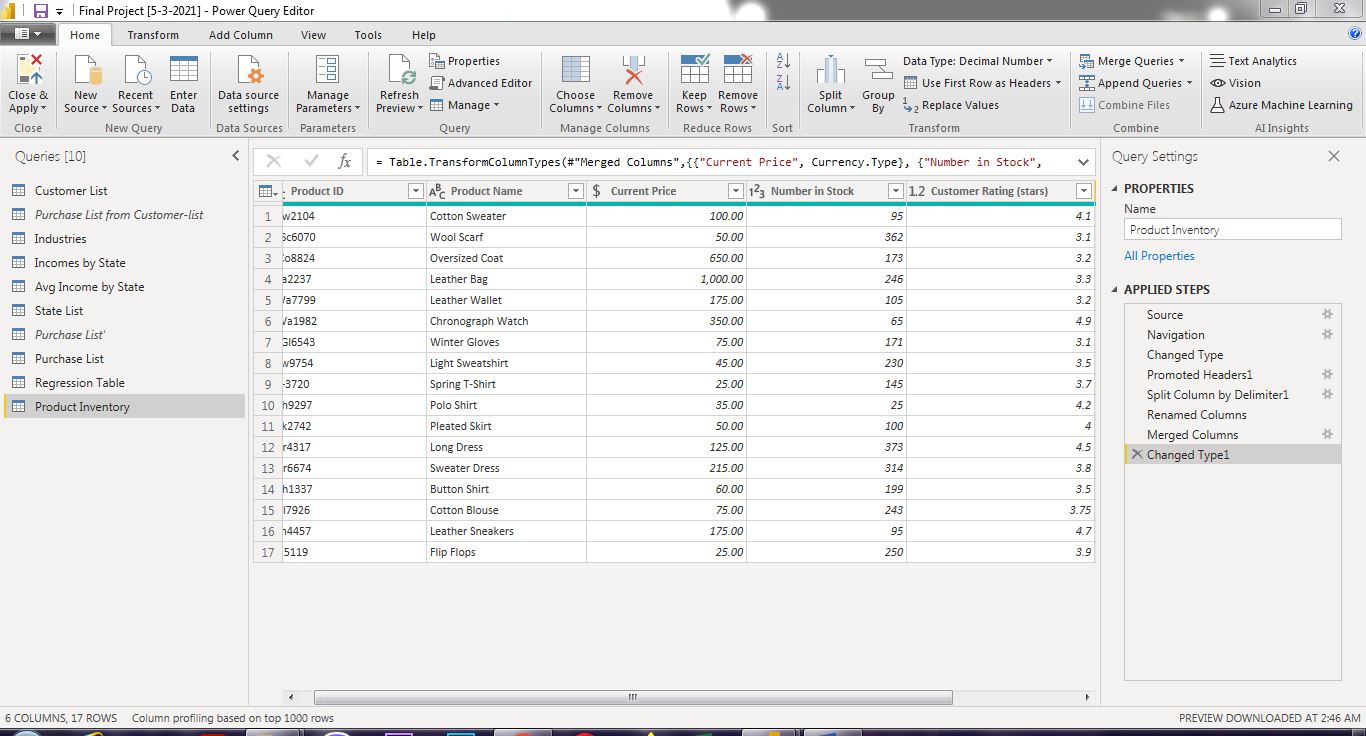 Final Project [5-3-2021] - Power Query Editor
Home Transform Add Column View Tools Help
Close & Apply
New Source
Recent Sources
Enter Data
Data source settings
Manage Parameters
Refresh Preview
Properties
Advanced Editor
Manage
Choose Columns
Remove Columns
Keep Rows
Remove Rows
Split Column
Group By
Data Type: Decimal Number
Use First Row as Headers
Replace Values
Merge Queries
Append Queries
Combine Files
Text Analytics
Vision
Azure Machine Learning
Close New Query Data Sources Parameters Query Manage Columns Reduce Rows Sort Transform Combine AI Insights
Queries [10]
Customer List
Purchase List from Customer-list
Industries
Incomes by State
Avg Income by State
State List
Purchase List'
Purchase List
Regression Table
Product Inventory
= Table.TransformColumnTypes(#"Merged Columns",{{"Current Price", Currency.Type}, {"Number in Stock",
Product ID ABC Product Name $ Current Price 123 Number in Stock 1.2 Customer Rating (stars)
1 w2104 Cotton Sweater 100.00 95 4.1
2 Sc6070 Wool Scarf 50.00 362 3.1
3 o8824 Oversized Coat 650.00 173 3.2
4 a2237 Leather Bag 1,000.00 246 3.3
5 a7799 Leather Wallet 175.00 105 3.2
6 a1982 Chronograph Watch 350.00 65 4.9
7 Gl6543 Winter Gloves 75.00 171 3.1
8 w9754 Light Sweatshirt 45.00 230 3.5
9 -3720 Spring T-Shirt 25.00 145 3.7
10 h9297 Polo Shirt 35.00 25 4.2
11 k2742 Pleated Skirt 50.00 100 4
12 r4317 Long Dress 125.00 373 4.5
13 r6674 Sweater Dress 215.00 314 3.8
14 h1337 Button Shirt 60.00 199 3.5
15 l7926 Cotton Blouse 75.00 243 3.75
16 n4457 Leather Sneakers 175.00 95 4.7
17 5119 Flip Flops 25.00 250 3.9
Query Settings
PROPERTIES
Name
Product Inventory
All Properties
APPLIED STEPS
Source
Navigation
Changed Type
Promoted Headers1
Split Column by Delimiter1
Renamed Columns
Merged Columns
Changed Type1
6 COLUMNS, 17 ROWS Column profiling based on top 1000 rows
PREVIEW DOWNLOADED AT 2:46 AM